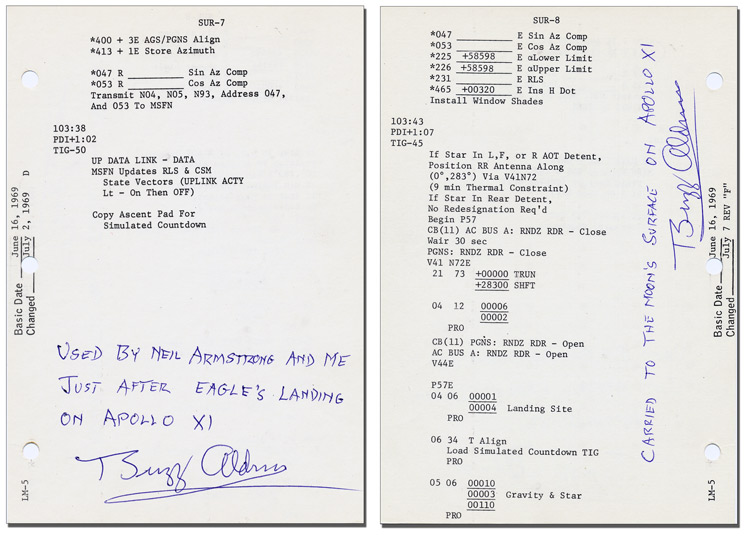 SUR-7
*400 + 3E AGS/PGNS Align
*413 + 1E Store Azimuth
*047 R ________ Sin Az Comp
*053 R ________ Cos Az Comp
Transmit N04, N05, N93, Address 047,
And 053 To MSFN
103:38
PDI+1:02
TIG-50
UP DATA LINK - DATA
MSFN Updates RLS & CSM
State Vectors (UPLINK ACTY
Lt - On Then OFF)
Copy Ascent Pad For
Simulated Countdown
Basic Date June 16, 1969
Changed July 2, 1969 D
USED BY NEIL ARMSTRONG AND ME
JUST AFTER EAGLE'S LANDING
ON APOLLO XI
Buzz Aldrin
LM-5
SUR-8
*047 ________ E Sin Az Comp
*053 ________ E Cos Az Comp
*225 +58598 E αLower Limit
*226 +58598 E αUpper Limit
*231 ________ E RLS
*465 +00320 E Ins H Dot
Install Window Shades
103:43
PDI+1:07
TIG-45
If Star In L,F, or R AOT Detent,
Position RR Antenna Along
(0°,283°) Via V41N72
(9 min Thermal Constraint)
If Star In Rear Detent,
No Redesignation Req'd
Begin P57
CB(11) AC BUS A: RNDZ RDR - Close
Wair 30 sec
PGNS: RNDZ RDR - Close
V41 N72E
21 73 +00000 TRUN
+28300 SHFT
04 12 00006
00002
PRO
CB(11) PGNS: RNDZ RDR - Open
AC BUS A: RNDZ RDR - Open
V44E
P57E
04 06 00001
00004 Landing Site
PRO
06 34 T Align
Load Simulated Countdown TIG
PRO
05 06 00010
00003 Gravity & Star
00110
PRO
CARRIED TO THE MOON'S SURFACE ON APOLLO XI
Buzz Aldrin
Basic Date June 16, 1969
Changed July 7 REV "F"
LM-5